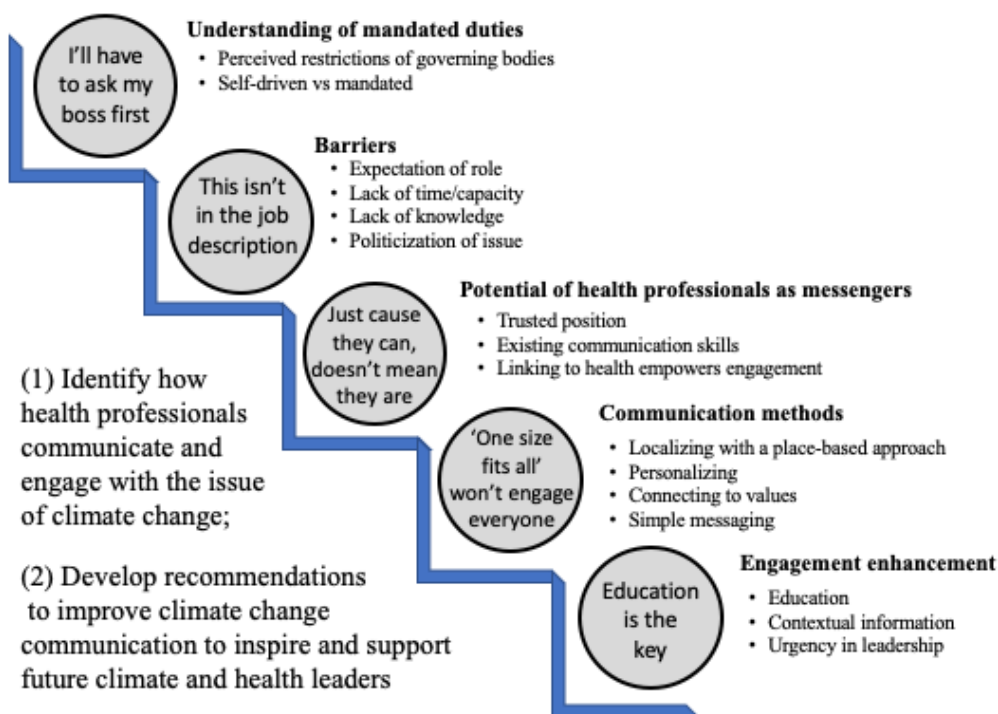 I'll have
to ask my
boss first
Understanding of mandated duties
• Perceived restrictions of governing bodies
• Self-driven vs mandated
This isn't
in the job
description
Barriers
• Expectation of role
• Lack of time/capacity
• Lack of knowledge
• Politicization of issue
Just cause
they can,
doesn't mean
they are
Potential of health professionals as messengers
• Trusted position
• Existing communication skills
• Linking to health empowers engagement
'One size
fits all'
won't engage
everyone
Communication methods
• Localizing with a place-based approach
• Personalizing
• Connecting to values
• Simple messaging
Education
is the
key
Engagement enhancement
• Education
• Contextual information
• Urgency in leadership
(1) Identify how
health professionals
communicate and
engage with the issue
of climate change;
(2) Develop recommendations
to improve climate change
communication to inspire and support
future climate and health leaders